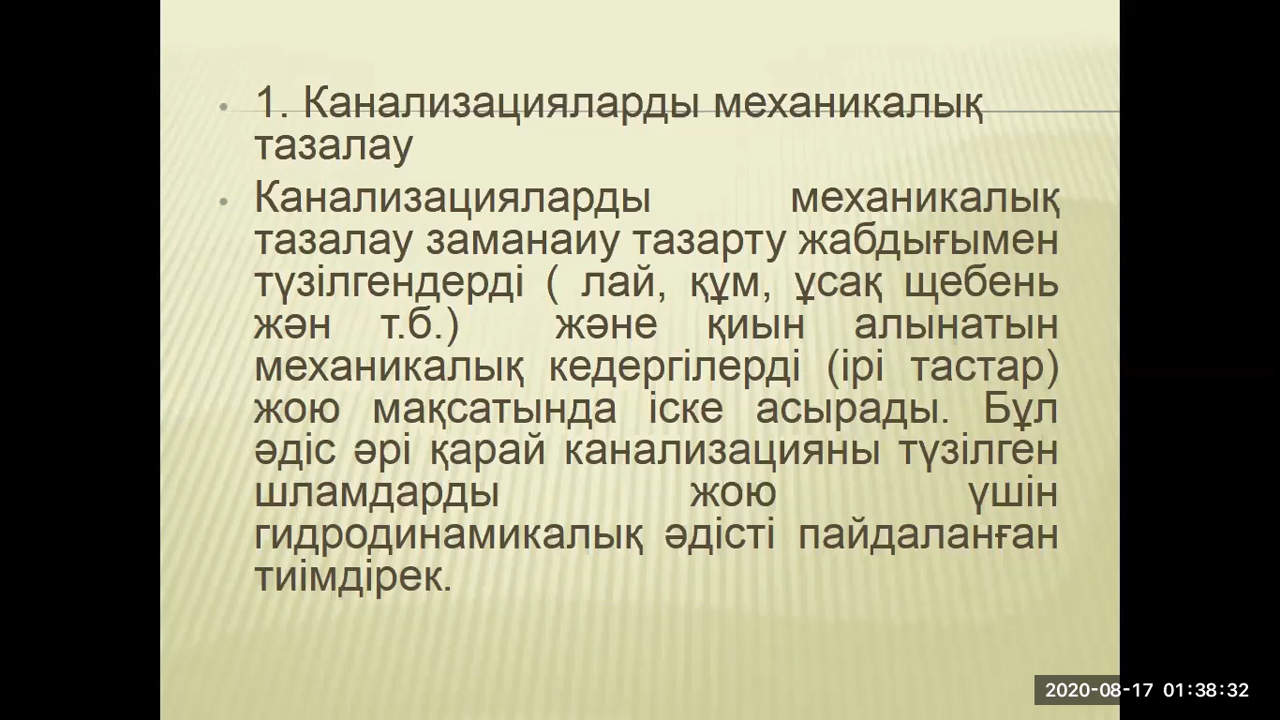 1. Канализацияларды механикалық
тазалау
Канализацияларды механикалық
тазалау заманаиу тазарту жабдығымен
түзілгендерді ( лай, құм, ұсақ щебень
жән т.б.) және қиын алынатын
механикалық кедергілерді (ірі тастар)
жою мақсатында іске асырады. Бұл
әдіс әрі қарай канализацияны түзілген
шламдарды жою үшін
гидродинамикалық әдісті пайдаланған
тиімдірек.
2020-08-17 01:38:32